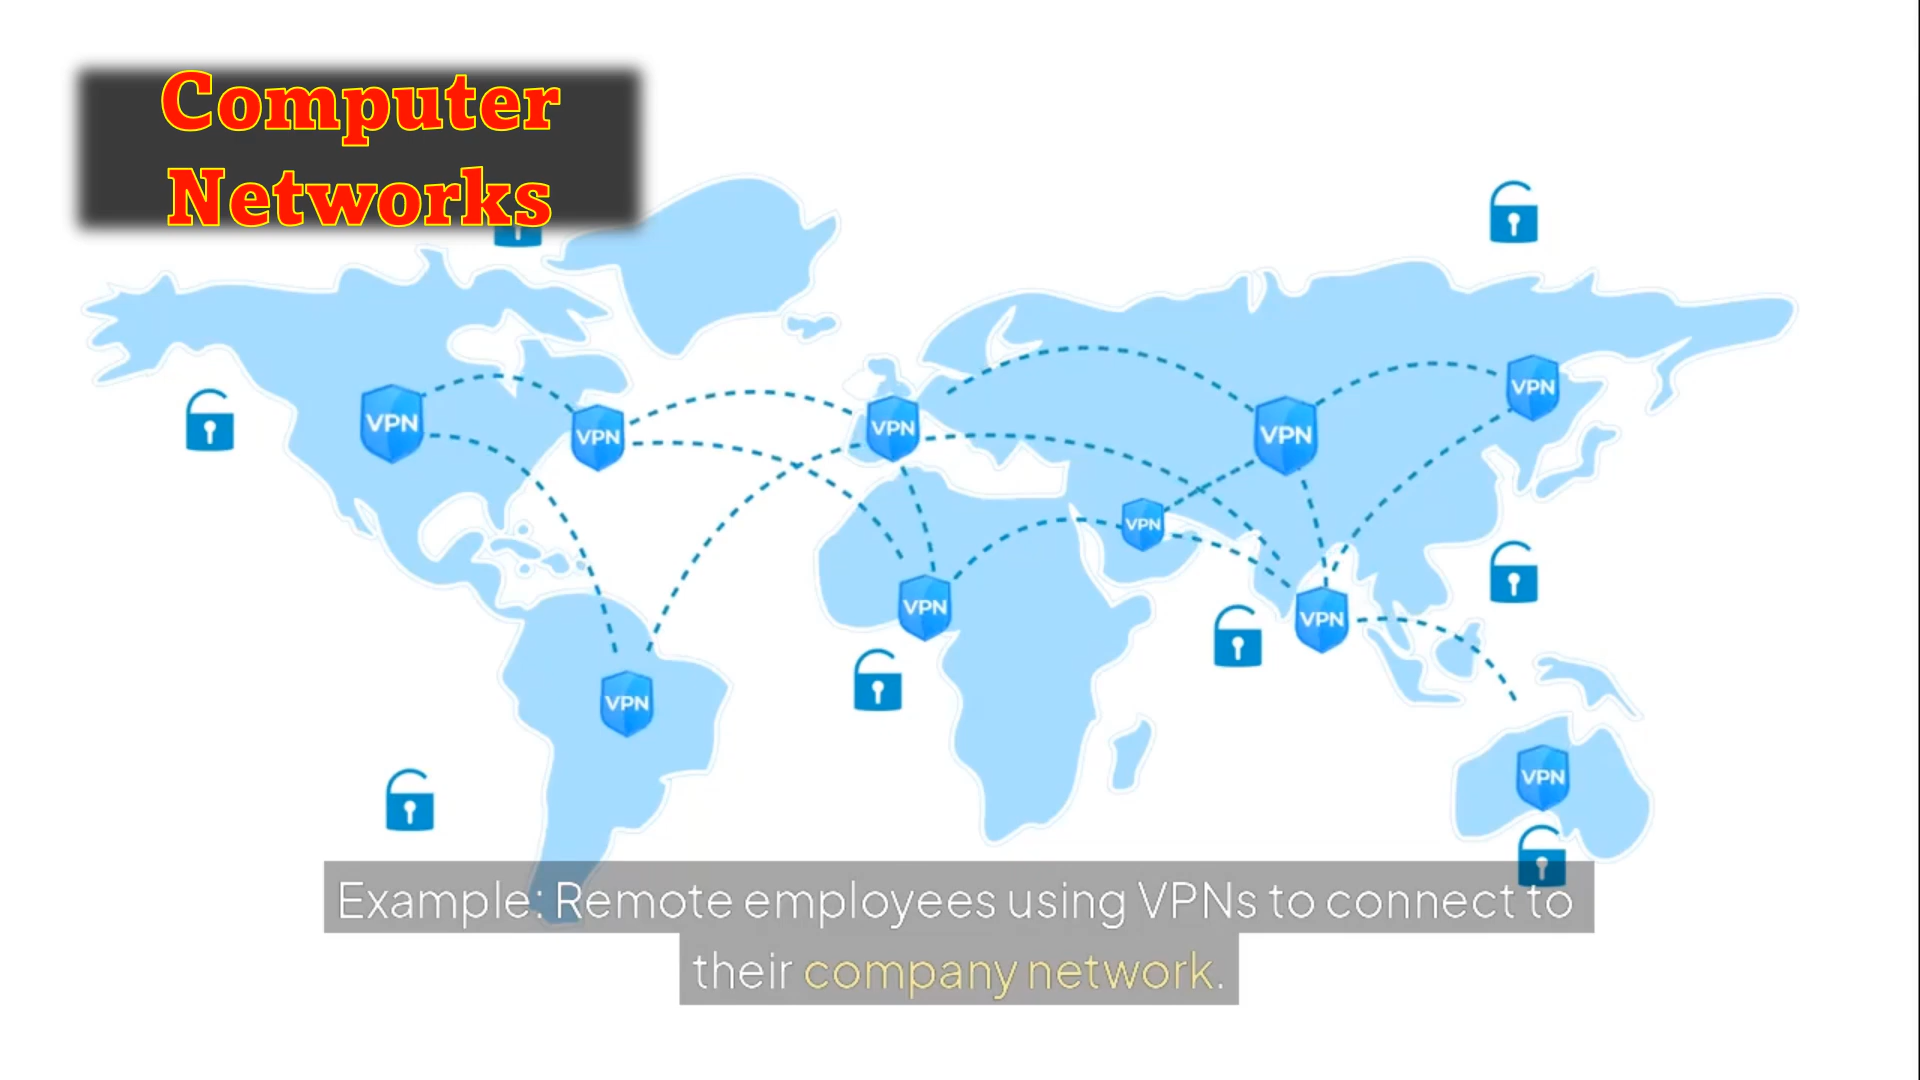 Computer
Networks
VPN
VPN
VPN
VPN
VPN
VPN
VPN
VPN
VPN
VPN
Example: Remote employees using VPNs to connect to
their company network.